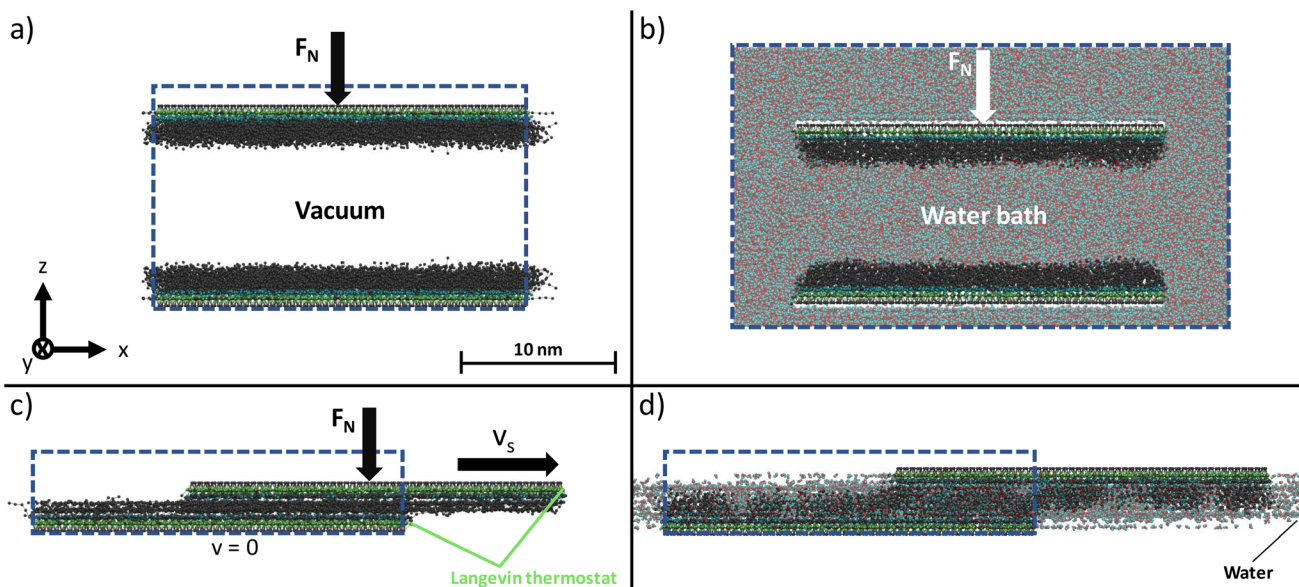 a)
F_N
Vacuum
z
y
x
10 nm
b)
F_N
Water bath
c)
F_N
V_s
v = 0
Langevin thermostat
d)
Water